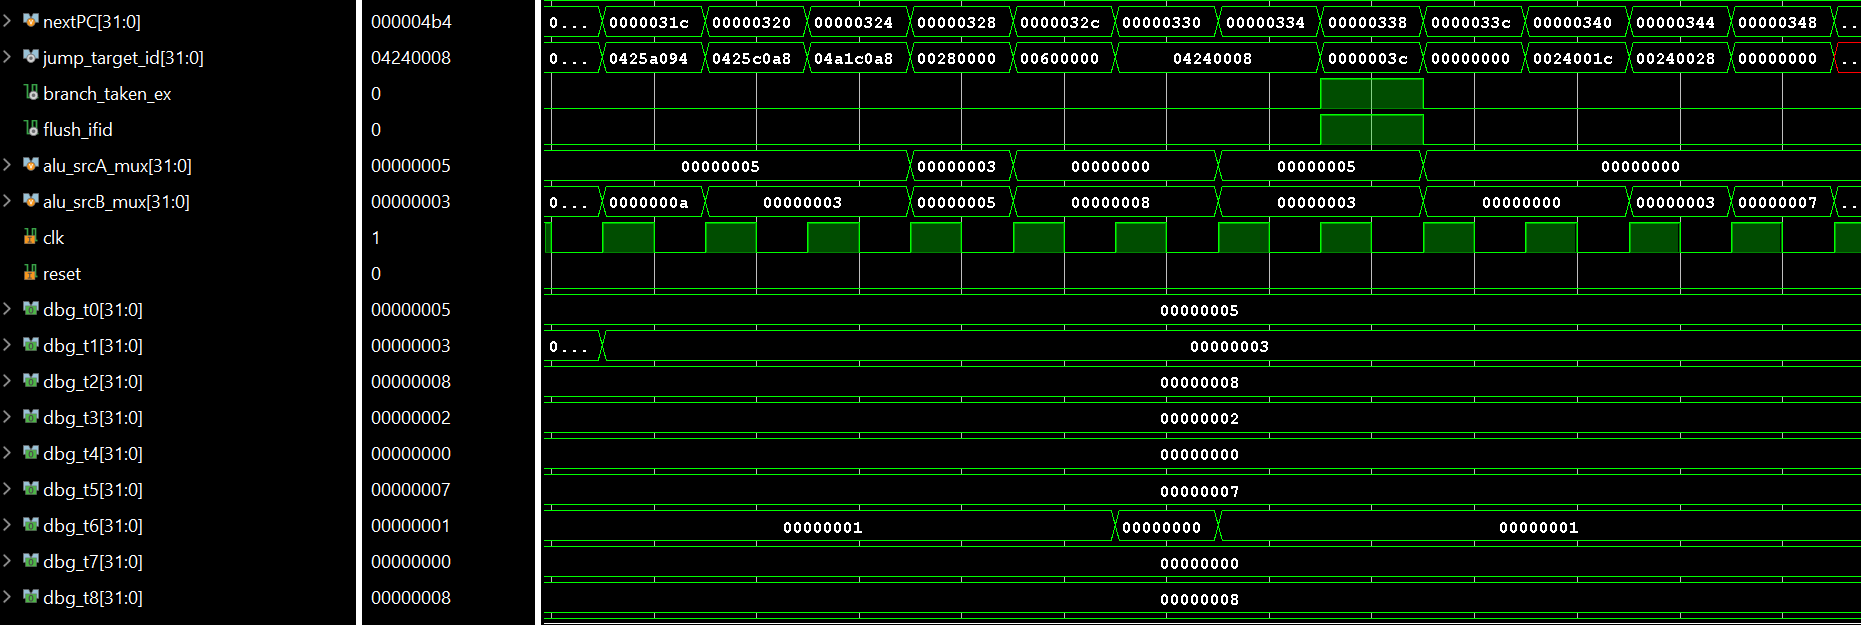 nextPC[31:0] 000004b4 0... 0000031c 00000320 00000324 00000328 0000032c 00000330 00000334 00000338 0000033c 00000340 00000344 00000348 ...
jump_target_id[31:0] 04240008 0... 0425a094 0425c0a8 04a1c0a8 00280000 00600000 04240008 0000003c 00000000 0024001c 00240028 00000000 ...
branch_taken_ex 0
flush_ifid 0
alu_srcA_mux[31:0] 00000005 00000005 00000003 00000000 00000005 00000000
alu_srcB_mux[31:0] 00000003 0... 0000000a 00000003 00000005 00000008 00000003 00000000 00000003 00000007 ...
clk 1
reset 0
dbg_t0[31:0] 00000005 00000005
dbg_t1[31:0] 00000003 0... 00000003
dbg_t2[31:0] 00000008 00000008
dbg_t3[31:0] 00000002 00000002
dbg_t4[31:0] 00000000 00000000
dbg_t5[31:0] 00000007 00000007
dbg_t6[31:0] 00000001 00000001 00000000 00000001
dbg_t7[31:0] 00000000 00000000
dbg_t8[31:0] 00000008 00000008